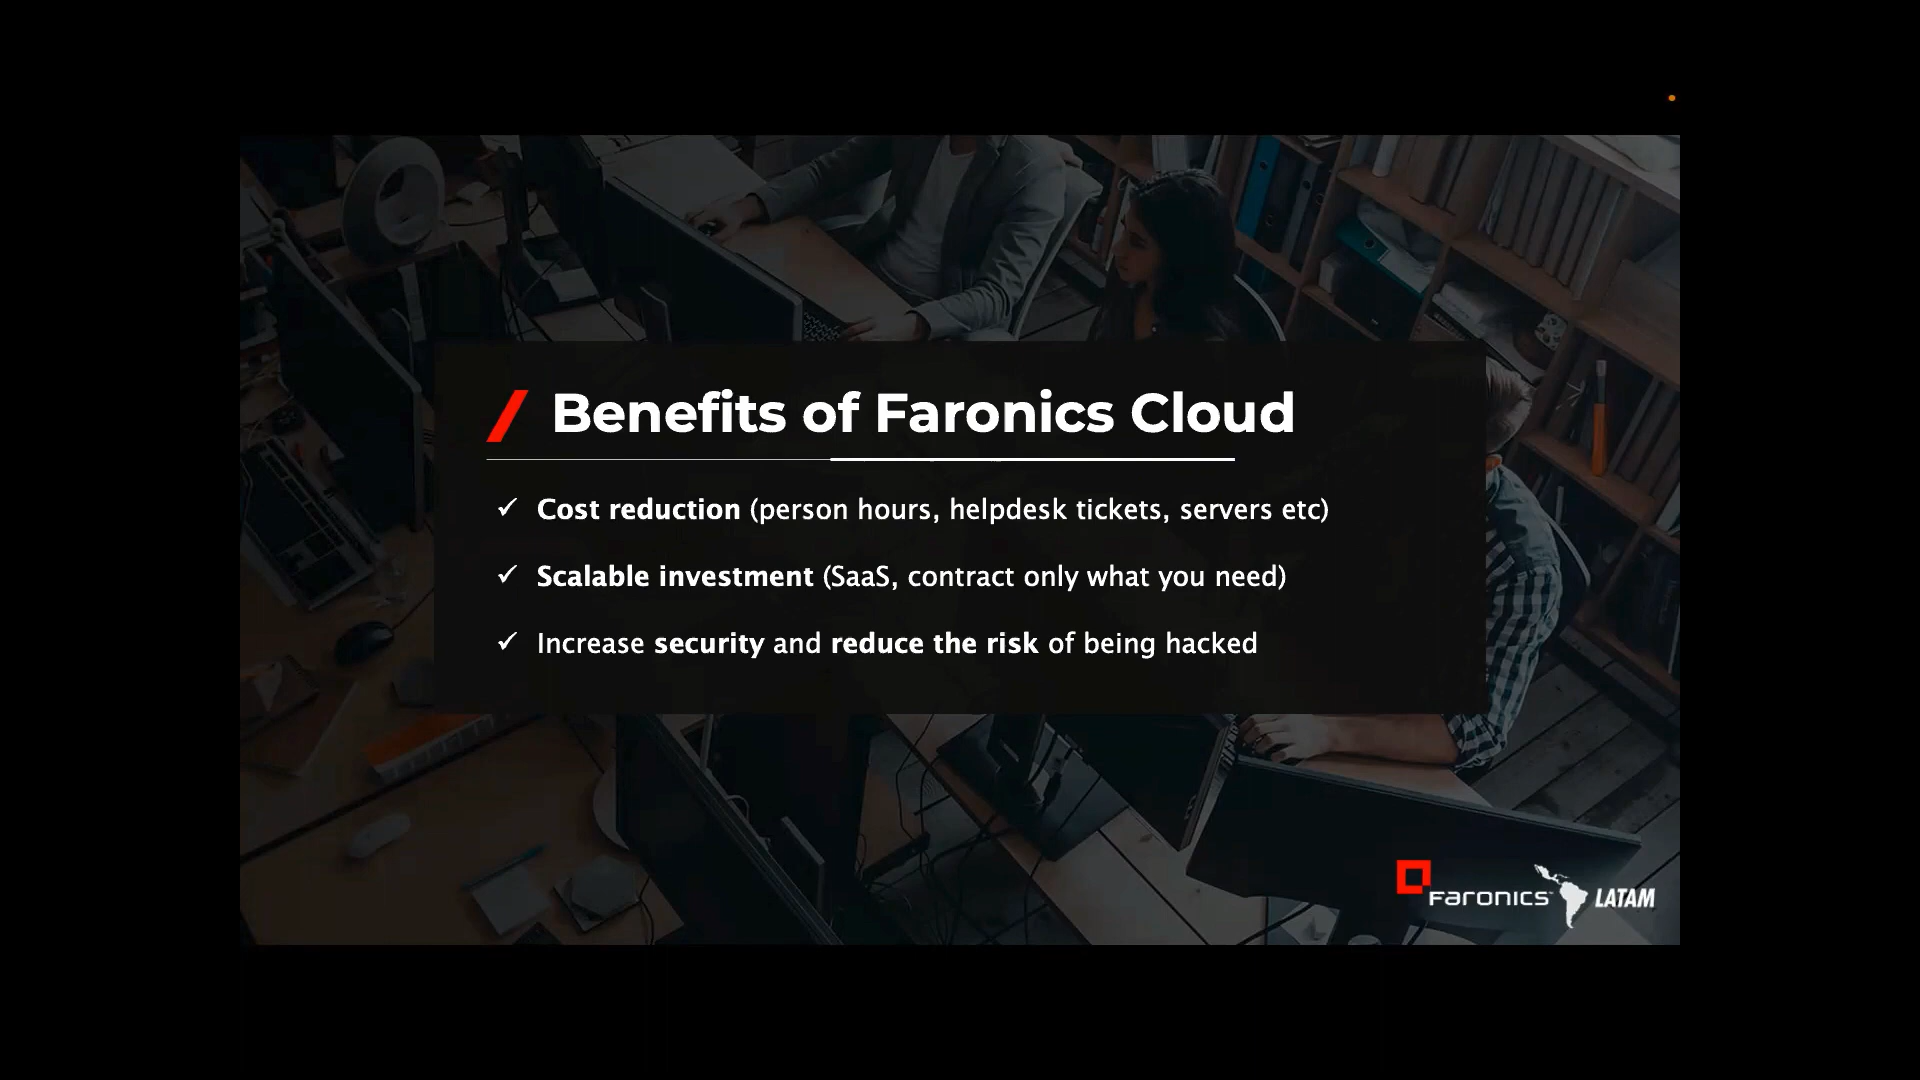 Benefits of Faronics Cloud
✓ Cost reduction (person hours, helpdesk tickets, servers etc)
✓ Scalable investment (SaaS, contract only what you need)
✓ Increase security and reduce the risk of being hacked
Faronics™ LATAM